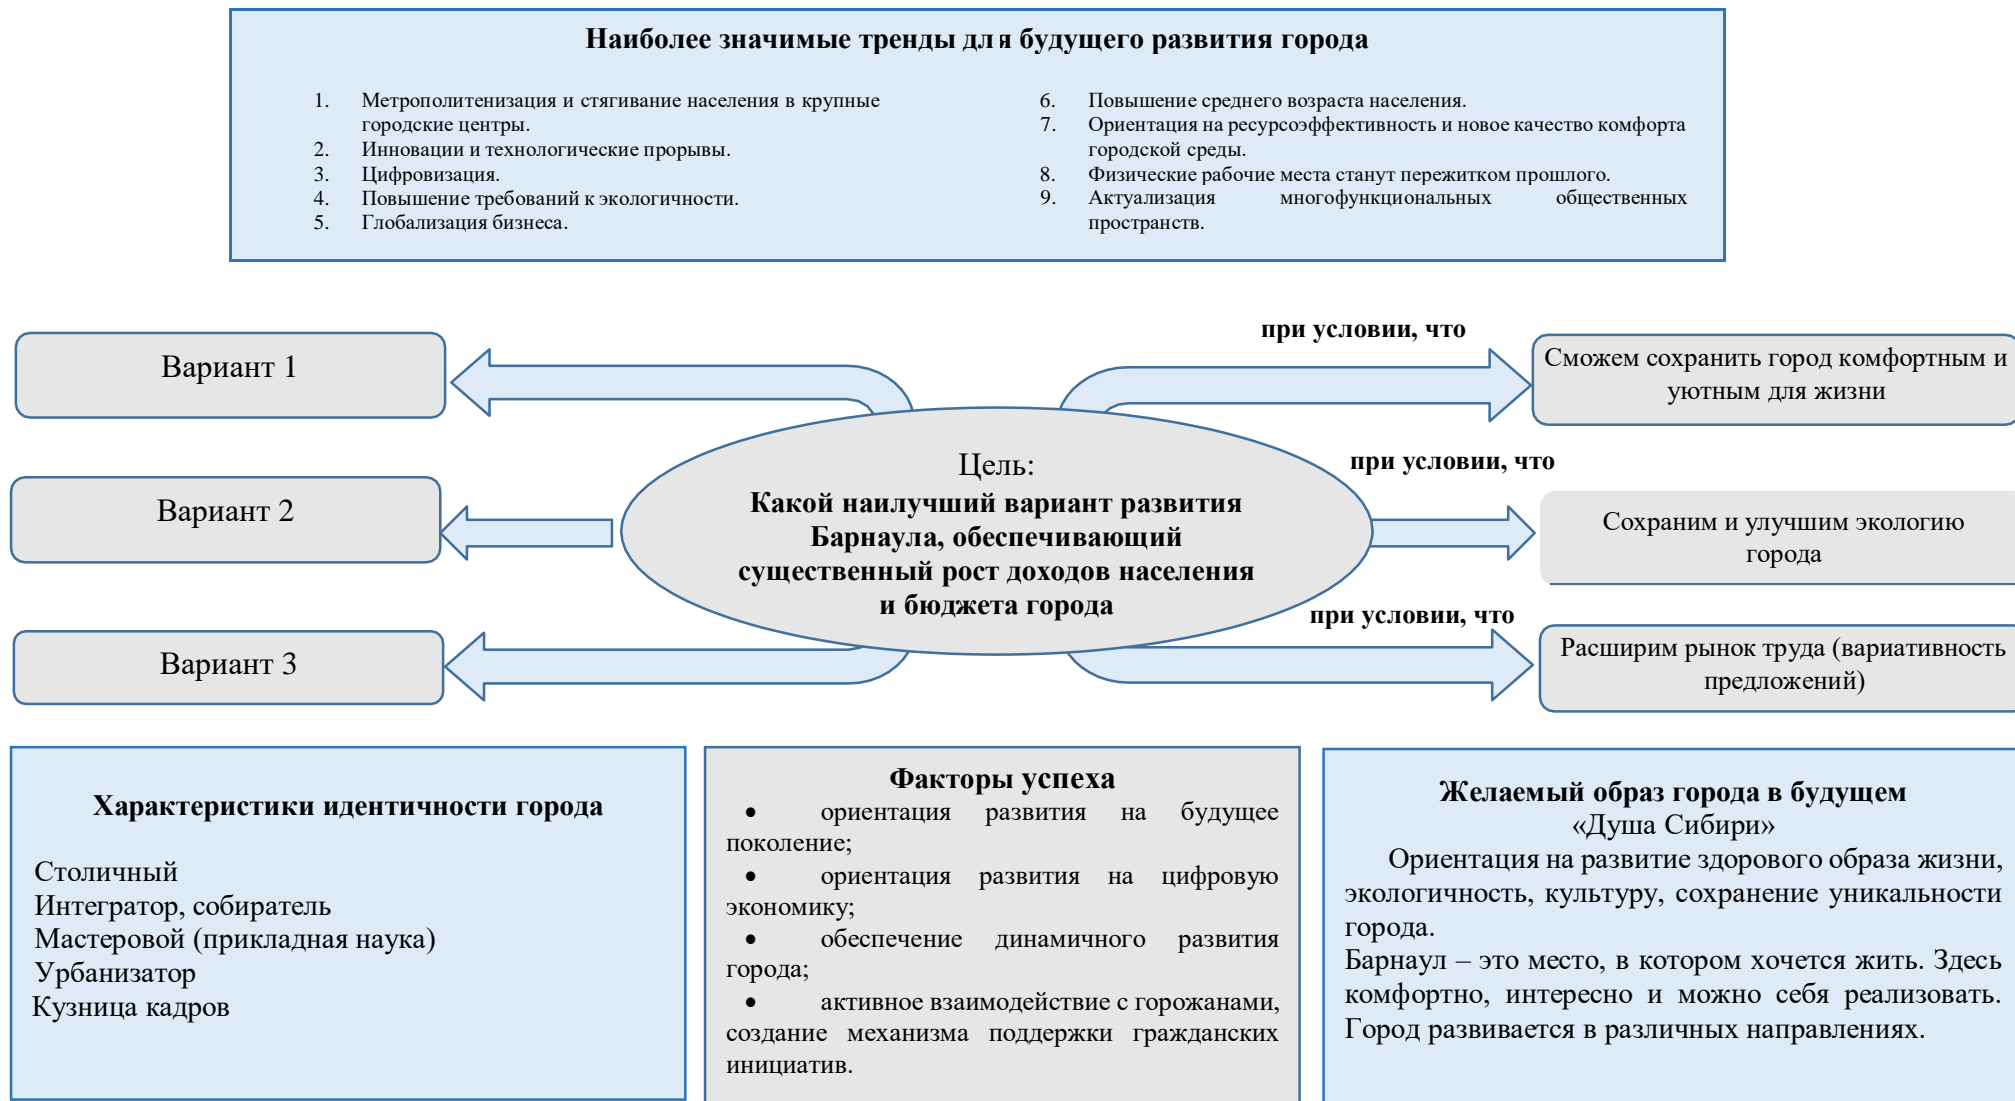 Наиболее значимые тренды для будущего развития города
1. Метрополитенизация и стягивание населения в крупные
городские центры.
2. Инновации и технологические прорывы.
3. Цифровизация.
4. Повышение требований к экологичности.
5. Глобализация бизнеса.
6. Повышение среднего возраста населения.
7. Ориентация на ресурсоэффективность и новое качество комфорта
городской среды.
8. Физические рабочие места станут пережитком прошлого.
9. Актуализация многофункциональных общественных
пространств.
Вариант 1
Вариант 2
Вариант 3
Цель:
Какой наилучший вариант развития
Барнаула, обеспечивающий
существенный рост доходов населения
и бюджета города
при условии, что
Сможем сохранить город комфортным и
уютным для жизни
при условии, что
Сохраним и улучшим экологию
города
при условии, что
Расширим рынок труда (вариативность
предложений)
Характеристики идентичности города
Столичный
Интегратор, собиратель
Мастеровой (прикладная наука)
Урбанизатор
Кузница кадров
Факторы успеха
• ориентация развития на будущее
поколение;
• ориентация развития на цифровую
экономику;
• обеспечение динамичного развития
города;
• активное взаимодействие с горожанами,
создание механизма поддержки гражданских
инициатив.
Желаемый образ города в будущем
«Душа Сибири»
Ориентация на развитие здорового образа жизни,
экологичность, культуру, сохранение уникальности
города.
Барнаул – это место, в котором хочется жить. Здесь
комфортно, интересно и можно себя реализовать.
Город развивается в различных направлениях.